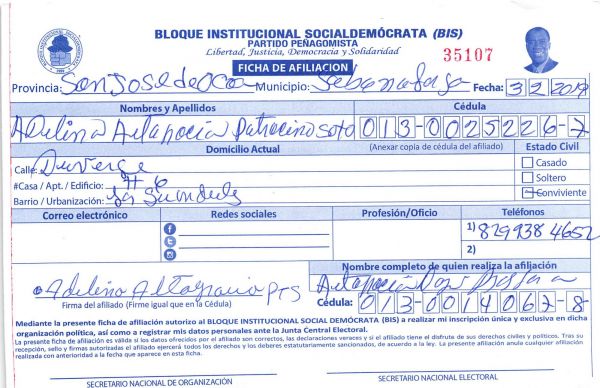 BLOQUE INSTITUCIONAL SOCIALDEMÓCRATA (BIS)
PARTIDO PEÑAGOMISTA
Libertad, Justicia, Democracia y Solidaridad
35107
FICHA DE AFILIACION
Provincia: San Jose de Ocoa Municipio: Sabana larga Fecha: 3/2/2019
Nombres y Apellidos Cédula
Adelina Altagracia Patrocino Soto 013-0025226-7
Domicilio Actual (Anexar copia de cédula del afiliado) Estado Civil
Calle: Duverge Casado
#Casa / Apt. / Edificio: # 6 Soltero
Barrio / Urbanización: Conviviente
Correo electrónico Redes sociales Profesión/Oficio Teléfonos
1) 829 938 4652
2)
Nombre completo de quien realiza la afiliación
Adelino Altagracia PTS
Firma del afiliado (Firme igual que en la Cédula) Cédula: 013-0014067-8
Mediante la presente ficha de afiliación autorizo al BLOQUE INSTITUCIONAL SOCIAL DEMÓCRATA (BIS) a realizar mi inscripción única y exclusiva en dicha
organización política, así como a registrar mis datos personales ante la Junta Central Electoral.
La presente ficha de afiliación es válida si los datos ofrecidos por el afiliado son correctos, las declaraciones veraces y si el afiliado tiene el disfrute de sus derechos civiles y políticos. Tras su
recepción, sello y firmas autorizadas el afiliado ejercerá todos los derechos y los deberes estatutariamente sancionados, de acuerdo a la ley. La presente afiliación anula cualquier afiliación
realizada con anterioridad a la fecha que aparece en esta ficha.
SECRETARIO NACIONAL DE ORGANIZACIÓN SECRETARIO NACIONAL ELECTORAL